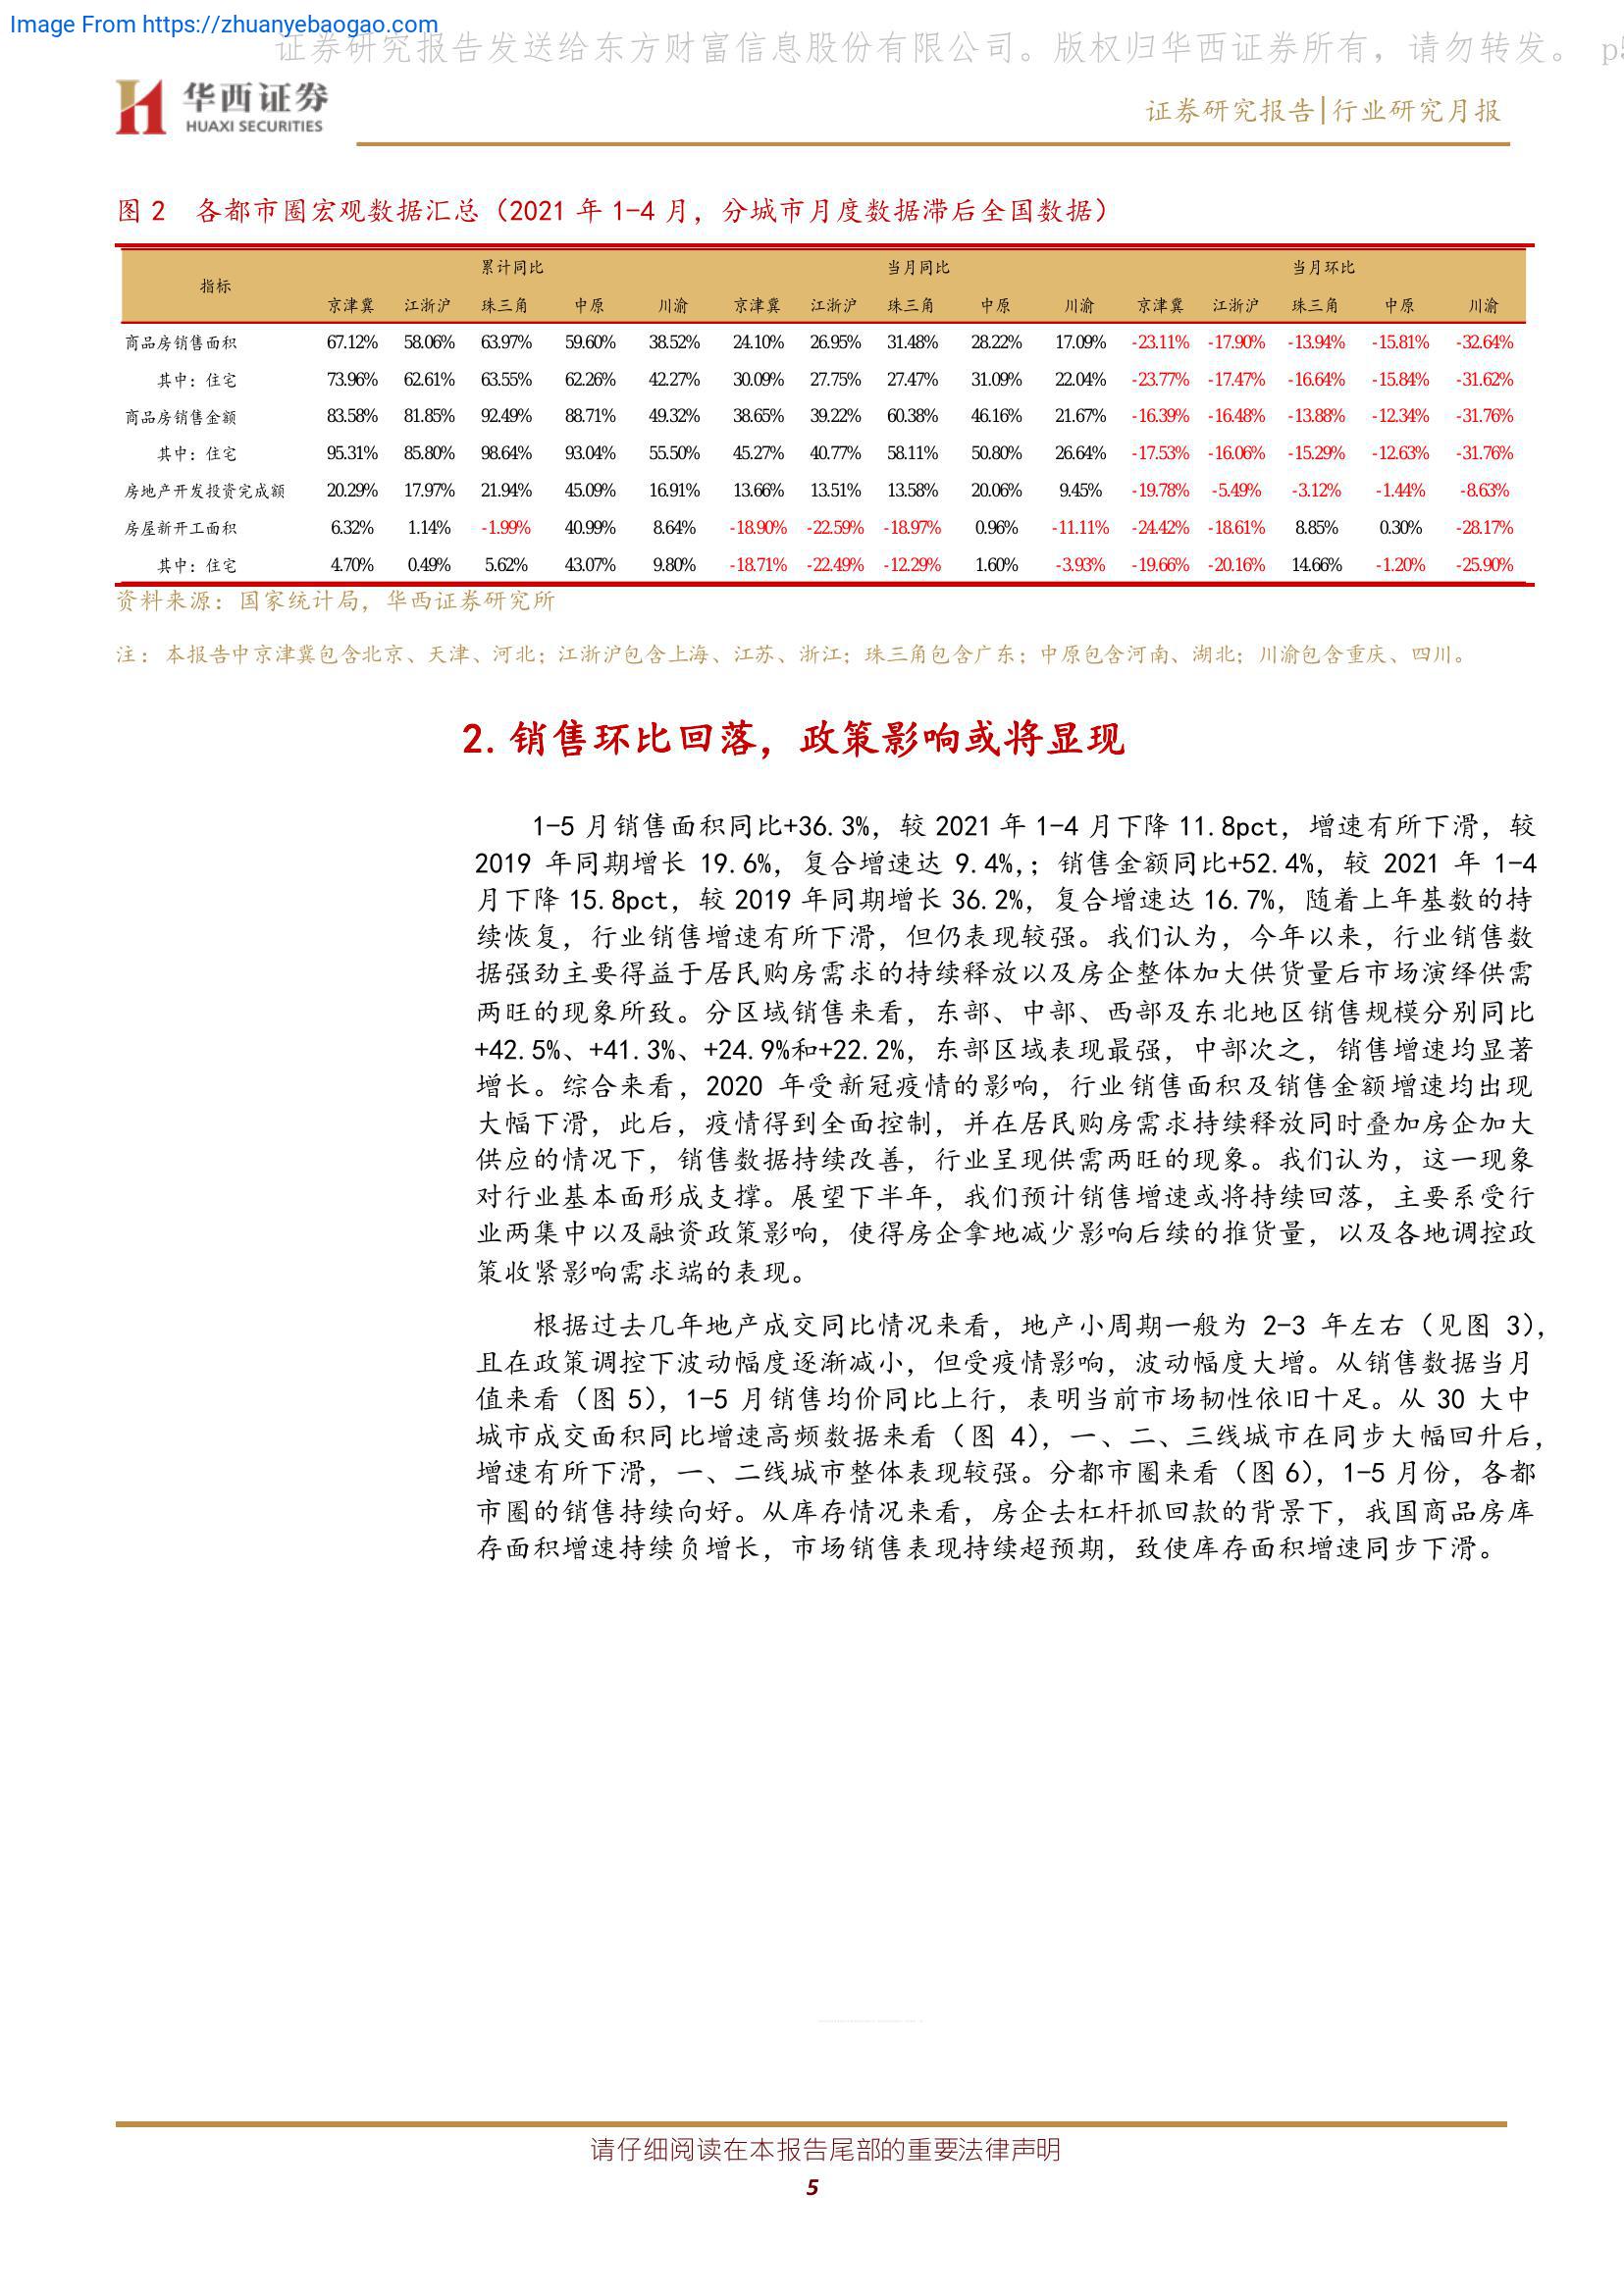 Image From https://zhuanyebaogao.com
证券研究报告发送给东方财富信息股份有限公司。版权归华西证券所有，请勿转发。 p5
华西证券
HUAXI SECURITIES
证券研究报告|行业研究月报
图 2 各都市圈宏观数据汇总（2021 年 1-4 月，分城市月度数据滞后全国数据）
指标 累计同比 当月同比 当月环比
京津冀 江浙沪 珠三角 中原 川渝 京津冀 江浙沪 珠三角 中原 川渝 京津冀 江浙沪 珠三角 中原 川渝
商品房销售面积 67.12% 58.06% 63.97% 59.60% 38.52% 24.10% 26.95% 31.48% 28.22% 17.09% -23.11% -17.90% -13.94% -15.81% -32.64%
其中：住宅 73.96% 62.61% 63.55% 62.26% 42.27% 30.09% 27.75% 27.47% 31.09% 22.04% -23.77% -17.47% -16.64% -15.84% -31.62%
商品房销售金额 83.58% 81.85% 92.49% 88.71% 49.32% 38.65% 39.22% 60.38% 46.16% 21.67% -16.39% -16.48% -13.88% -12.34% -31.76%
其中：住宅 95.31% 85.80% 98.64% 93.04% 55.50% 45.27% 40.77% 58.11% 50.80% 26.64% -17.53% -16.06% -15.29% -12.63% -31.76%
房地产开发投资完成额 20.29% 17.97% 21.94% 45.09% 16.91% 13.66% 13.51% 13.58% 20.06% 9.45% -19.78% -5.49% -3.12% -1.44% -8.63%
房屋新开工面积 6.32% 1.14% -1.99% 40.99% 8.64% -18.90% -22.59% -18.97% 0.96% -11.11% -24.42% -18.61% 8.85% 0.30% -28.17%
其中：住宅 4.70% 0.49% 5.62% 43.07% 9.80% -18.71% -22.49% -12.29% 1.60% -3.93% -19.66% -20.16% 14.66% -1.20% -25.90%
资料来源：国家统计局，华西证券研究所
注：本报告中京津冀包含北京、天津、河北；江浙沪包含上海、江苏、浙江；珠三角包含广东；中原包含河南、湖北；川渝包含重庆、四川。
2. 销售环比回落，政策影响或将显现
1-5 月销售面积同比+36.3%，较 2021 年 1-4 月下降 11.8pct，增速有所下滑，较
2019 年同期增长 19.6%，复合增速达 9.4%,；销售金额同比+52.4%，较 2021 年 1-4
月下降 15.8pct，较 2019 年同期增长 36.2%，复合增速达 16.7%，随着上年基数的持
续恢复，行业销售增速有所下滑，但仍表现较强。我们认为，今年以来，行业销售数
据强劲主要得益于居民购房需求的持续释放以及房企整体加大供货量后市场演绎供需
两旺的现象所致。分区域销售来看，东部、中部、西部及东北地区销售规模分别同比
+42.5%、+41.3%、+24.9%和+22.2%，东部区域表现最强，中部次之，销售增速均显著
增长。综合来看，2020 年受新冠疫情的影响，行业销售面积及销售金额增速均出现
大幅下滑，此后，疫情得到全面控制，并在居民购房需求持续释放同时叠加房企加大
供应的情况下，销售数据持续改善，行业呈现供需两旺的现象。我们认为，这一现象
对行业基本面形成支撑。展望下半年，我们预计销售增速或将持续回落，主要系受行
业两集中以及融资政策影响，使得房企拿地减少影响后续的推货量，以及各地调控政
策收紧影响需求端的表现。
根据过去几年地产成交同比情况来看，地产小周期一般为 2-3 年左右（见图 3），
且在政策调控下波动幅度逐渐减小，但受疫情影响，波动幅度大增。从销售数据当月
值来看（图 5），1-5 月销售均价同比上行，表明当前市场韧性依旧十足。从 30 大中
城市成交面积同比增速高频数据来看（图 4），一、二、三线城市在同步大幅回升后，
增速有所下滑，一、二线城市整体表现较强。分都市圈来看（图 6），1-5 月份，各都
市圈的销售持续向好。从库存情况来看，房企去杠杆抓回款的背景下，我国商品房库
存面积增速持续负增长，市场销售表现持续超预期，致使库存面积增速同步下滑。
请仔细阅读在本报告尾部的重要法律声明
5